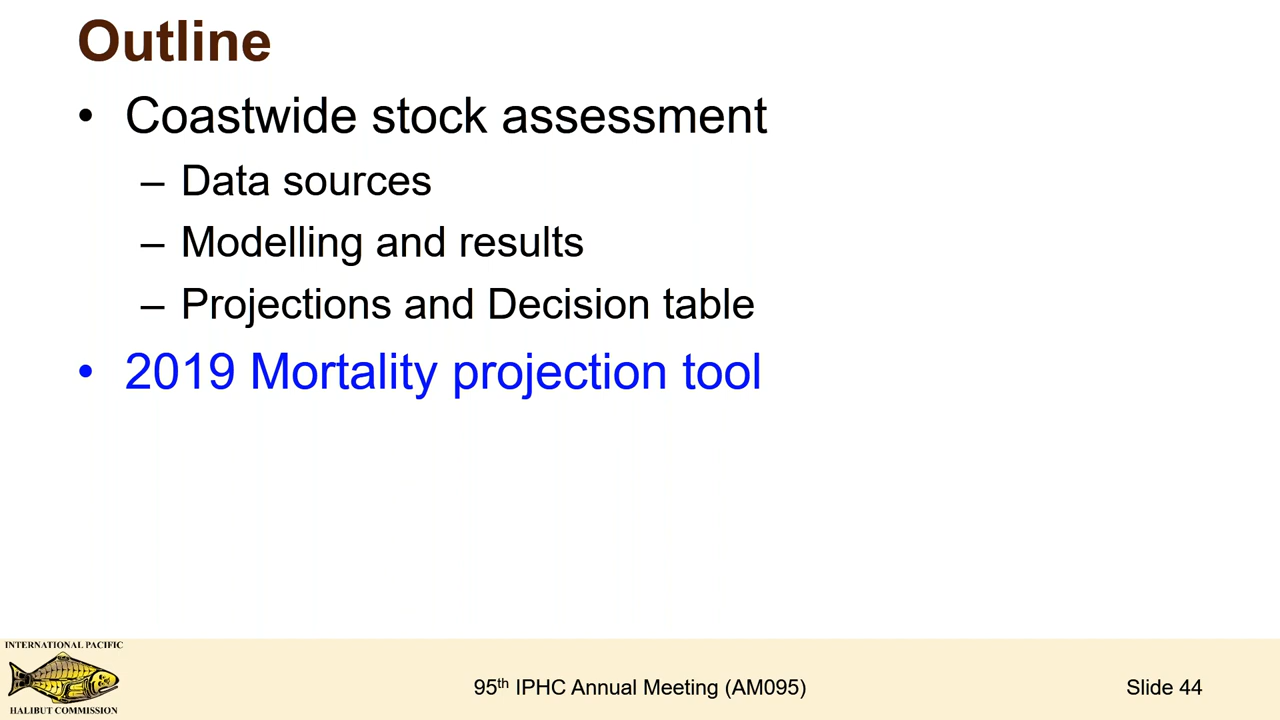 Outline
• Coastwide stock assessment
– Data sources
– Modelling and results
– Projections and Decision table
• 2019 Mortality projection tool
INTERNATIONAL PACIFIC
HALIBUT COMMISSION
95th IPHC Annual Meeting (AM095)
Slide 44